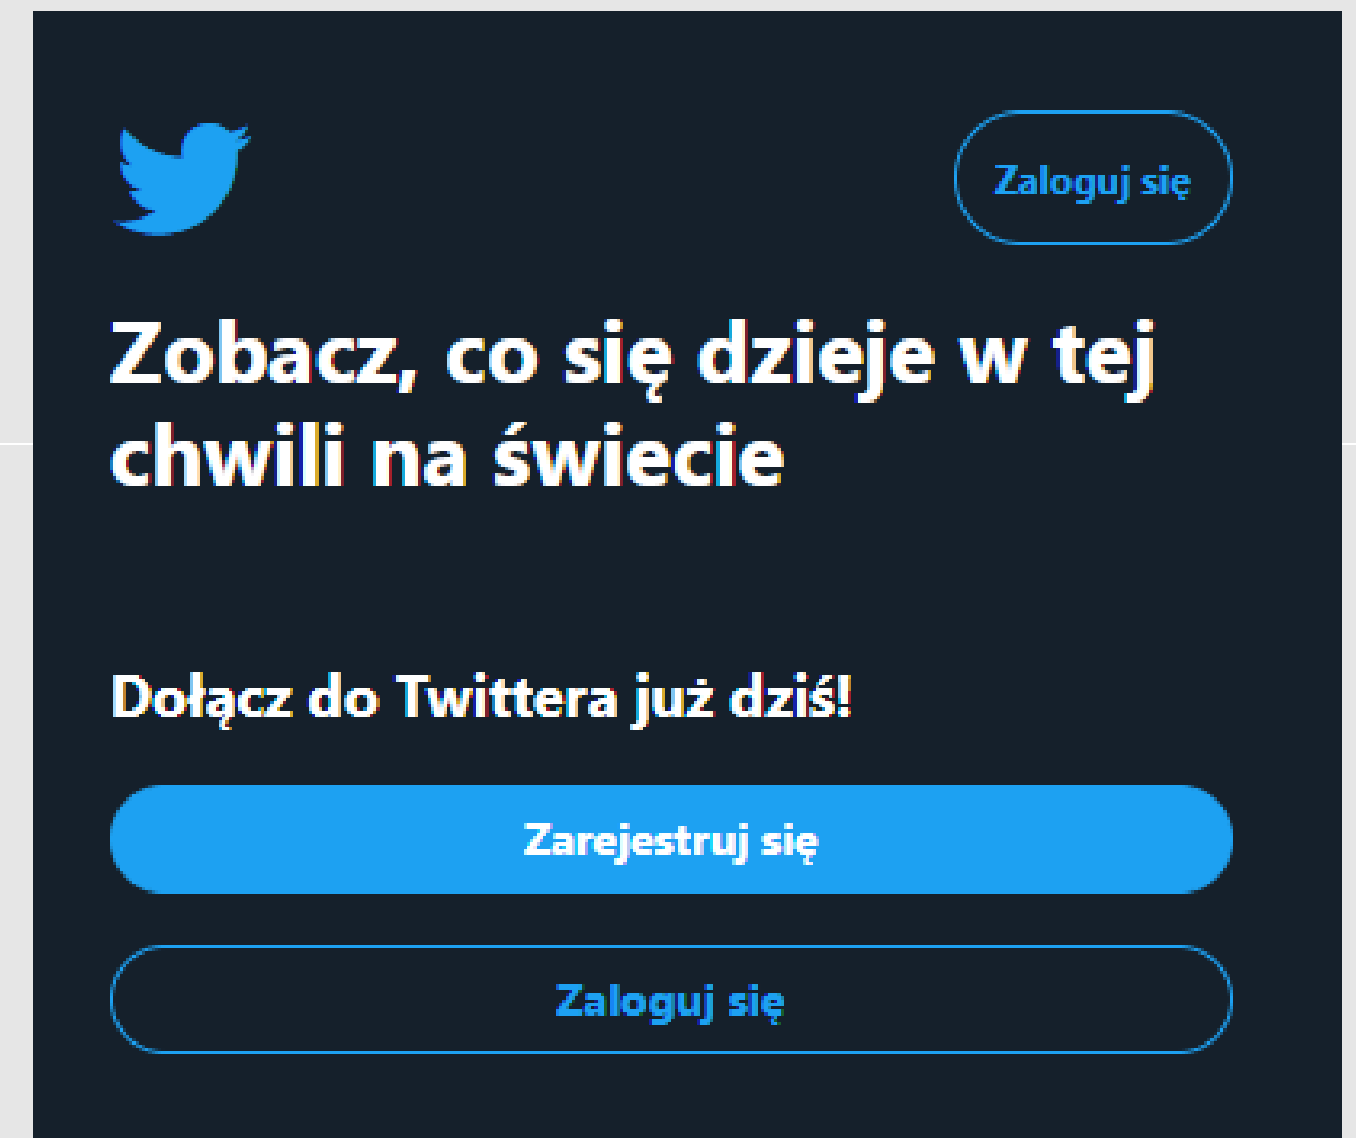 Zaloguj się
Zobacz, co się dzieje w tej
chwili na świecie
Dołącz do Twittera już dziś!
Zarejestruj się
Zaloguj się